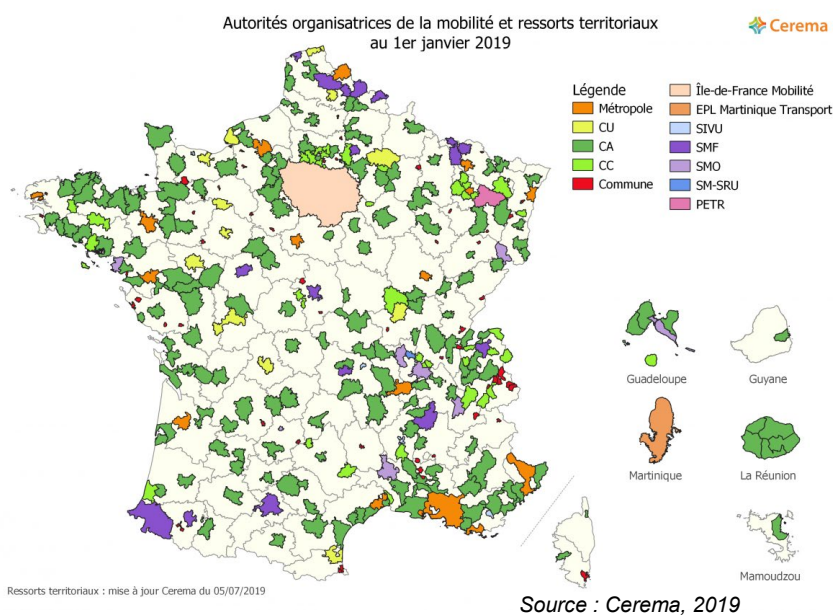 Autorités organisatrices de la mobilité et ressorts territoriaux
au 1er janvier 2019
Cerema
Légende
Métropole
CU
CA
CC
Commune
Île-de-France Mobilité
EPL Martinique Transport
SIVU
SMF
SMO
SM-SRU
PETR
Guadeloupe
Guyane
Martinique
La Réunion
Mamoudzou
Ressorts territoriaux : mise à jour Cerema du 05/07/2019
Source : Cerema, 2019